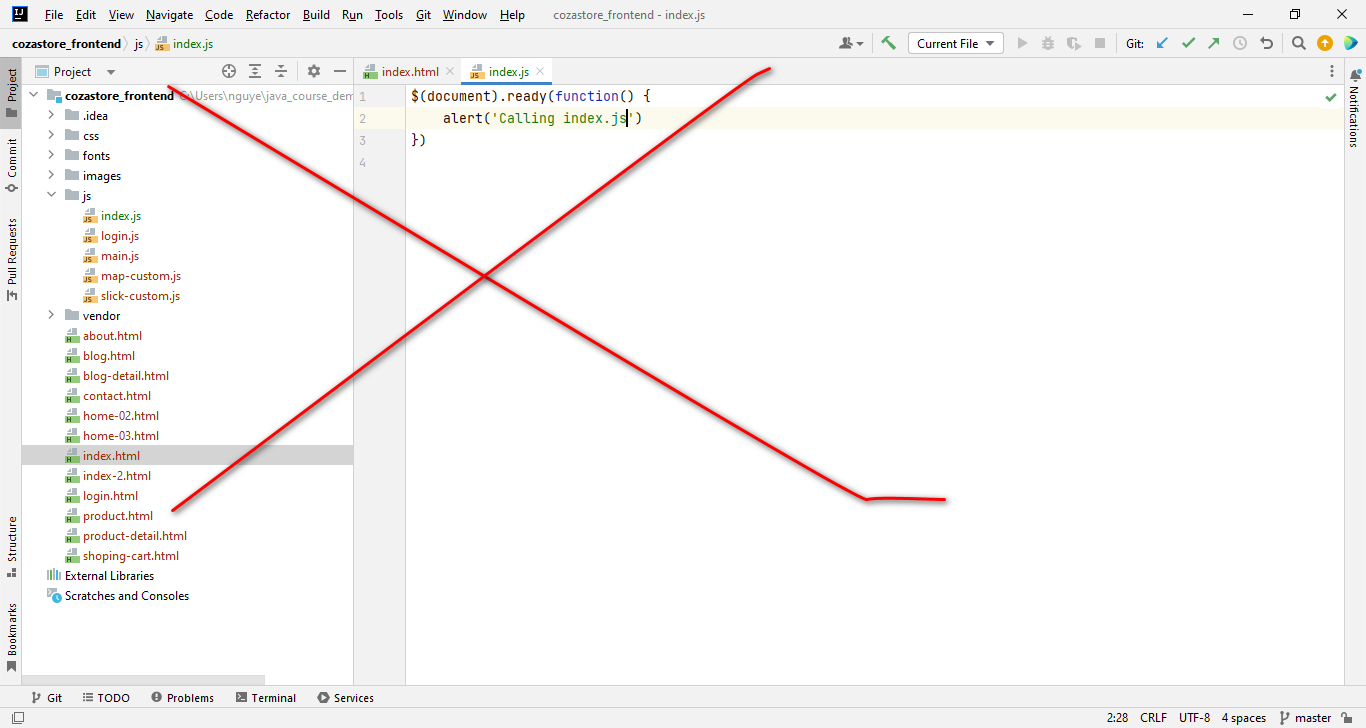 File Edit View Navigate Code Refactor Build Run Tools Git Window Help cozastore_frontend - index.js
cozastore_frontend js index.js Current File Git:
Project
index.html index.js
Project
Commit
Pull Requests
Structure
Bookmarks
cozastore_frontend C:\Users\nguye\java_course_dem
.idea
css
fonts
images
js
index.js
login.js
main.js
map-custom.js
slick-custom.js
vendor
about.html
blog.html
blog-detail.html
contact.html
home-02.html
home-03.html
index.html
index-2.html
login.html
product.html
product-detail.html
shoping-cart.html
External Libraries
Scratches and Consoles
1 $(document).ready(function() {
2 alert('Calling index.js')
3 })
4
Notifications
Git TODO Problems Terminal Services
2:28 CRLF UTF-8 4 spaces master